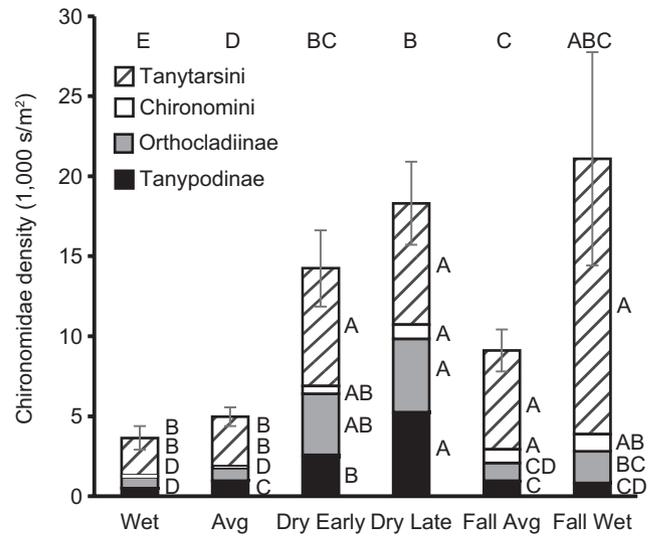 30
25
20
15
10
5
0
Chironomidae density (1,000 s/m²)
E D BC B C ABC
Tanytarsini
Chironomini
Orthocladiinae
Tanypodinae
B
B
D
D
B
B
D
C
A
AB
AB
B
A
A
A
A
A
A
CD
C
A
AB
BC
CD
Wet Avg Dry Early Dry Late Fall Avg Fall Wet